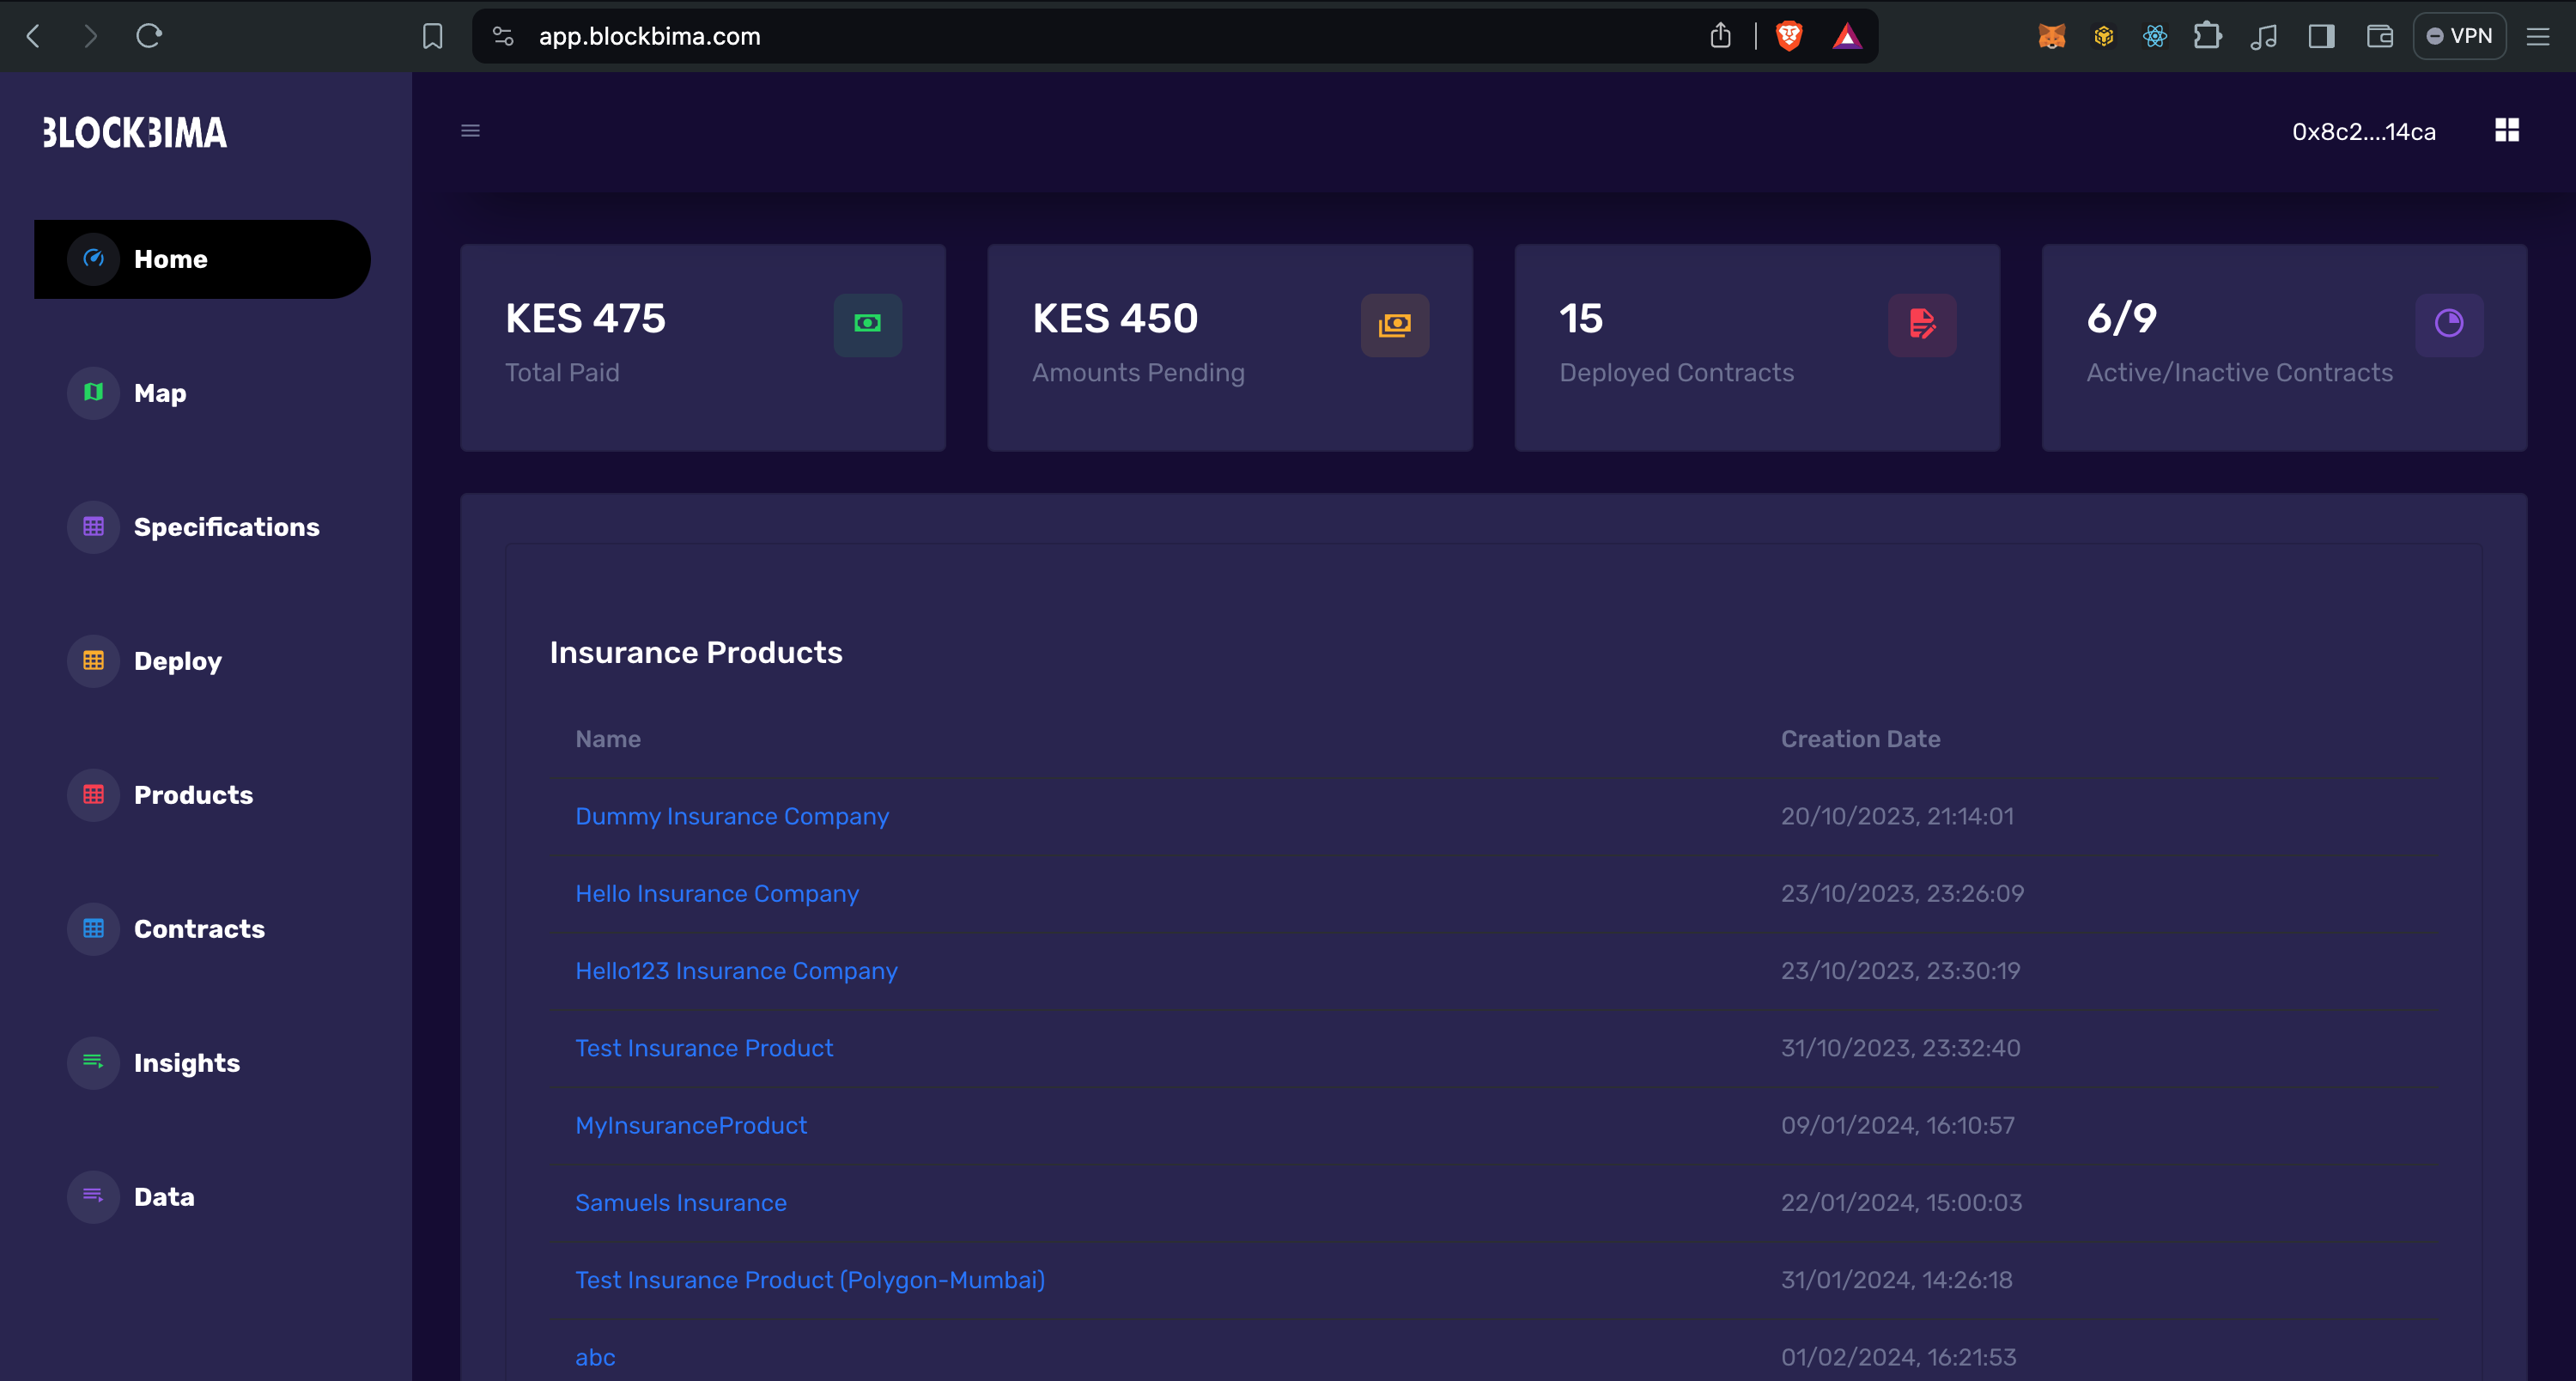 app.blockbima.com
VPN
BLOCKBIMA
0x8c2....14ca
Home
Map
Specifications
Deploy
Products
Contracts
Insights
Data
KES 475
Total Paid
KES 450
Amounts Pending
15
Deployed Contracts
6/9
Active/Inactive Contracts
Insurance Products
Name Creation Date
Dummy Insurance Company 20/10/2023, 21:14:01
Hello Insurance Company 23/10/2023, 23:26:09
Hello123 Insurance Company 23/10/2023, 23:30:19
Test Insurance Product 31/10/2023, 23:32:40
MyInsuranceProduct 09/01/2024, 16:10:57
Samuels Insurance 22/01/2024, 15:00:03
Test Insurance Product (Polygon-Mumbai) 31/01/2024, 14:26:18
abc 01/02/2024, 16:21:53